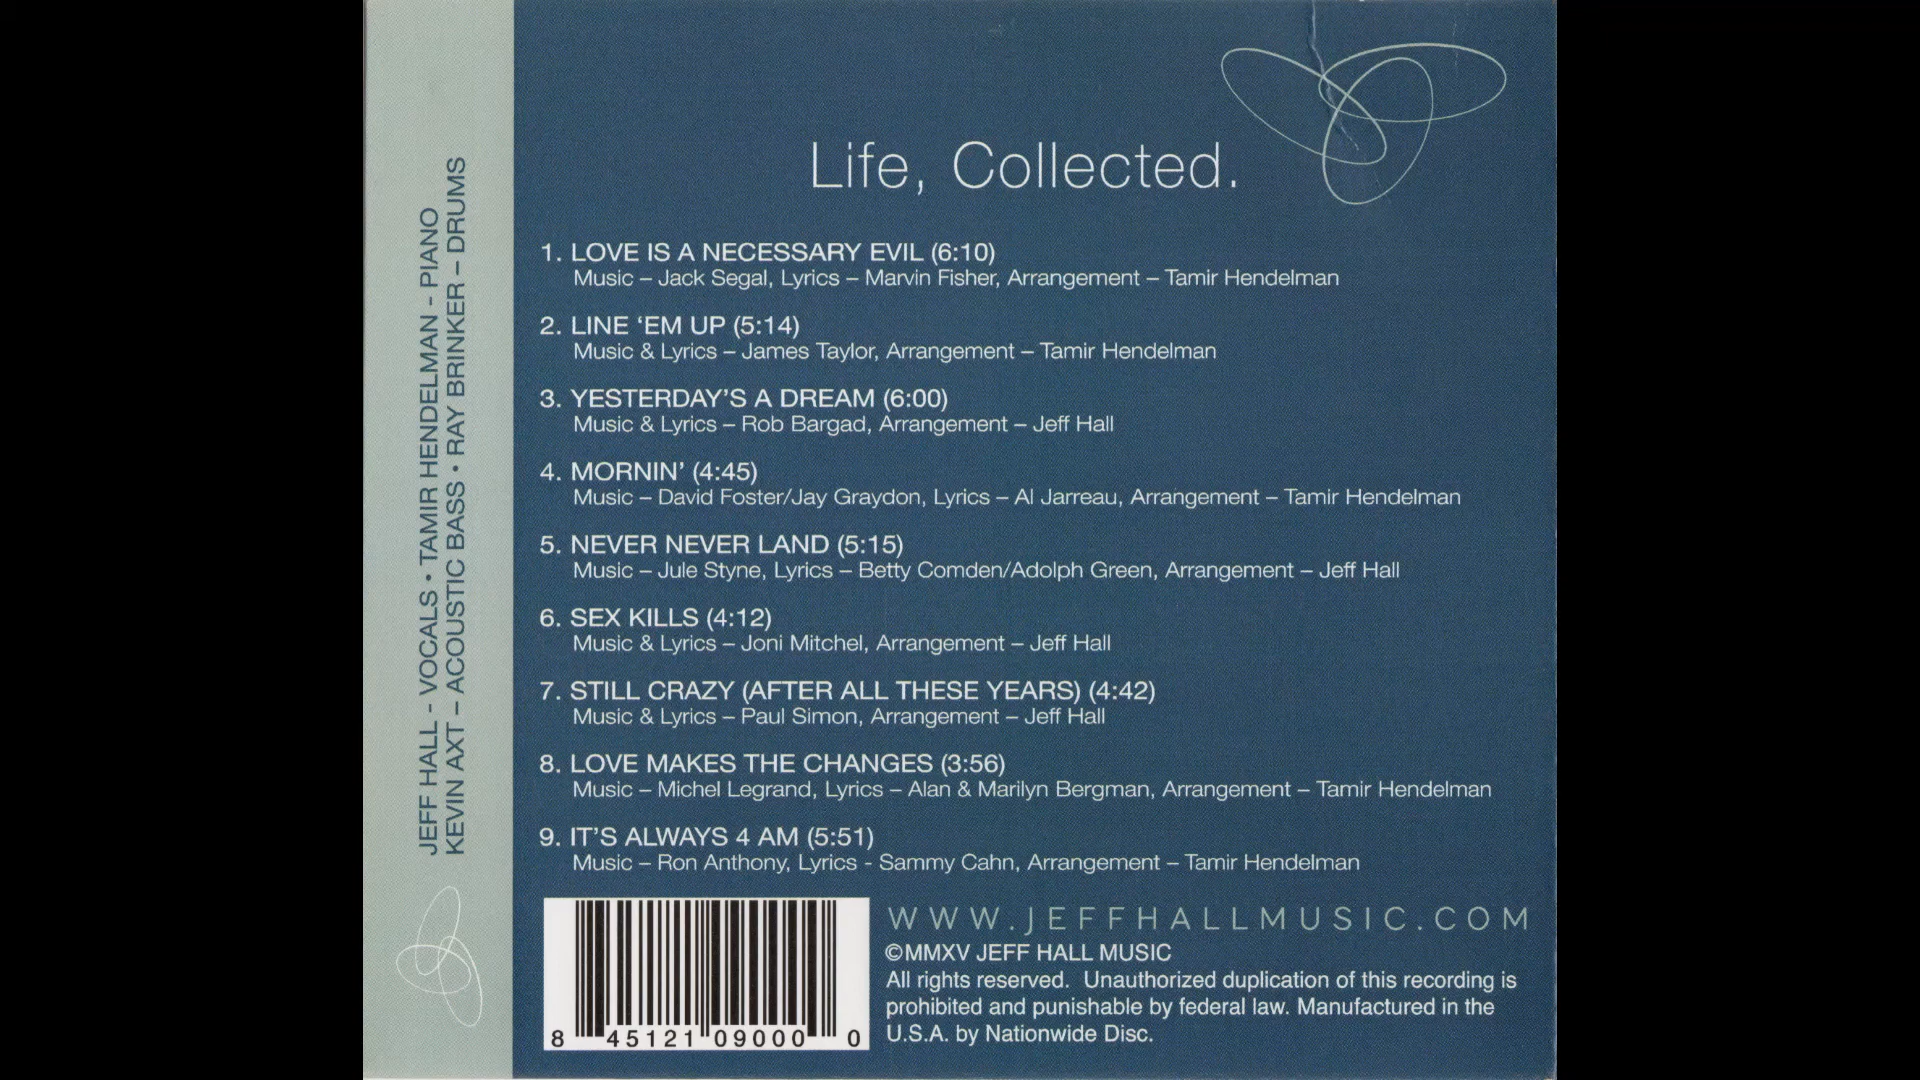 JEFF HALL - VOCALS • TAMIR HENDELMAN - PIANO
KEVIN AXT – ACOUSTIC BASS • RAY BRINKER – DRUMS
Life, Collected.
1. LOVE IS A NECESSARY EVIL (6:10)
Music – Jack Segal, Lyrics – Marvin Fisher, Arrangement – Tamir Hendelman
2. LINE ‘EM UP (5:14)
Music & Lyrics – James Taylor, Arrangement – Tamir Hendelman
3. YESTERDAY’S A DREAM (6:00)
Music & Lyrics – Rob Bargad, Arrangement – Jeff Hall
4. MORNIN’ (4:45)
Music – David Foster/Jay Graydon, Lyrics – Al Jarreau, Arrangement – Tamir Hendelman
5. NEVER NEVER LAND (5:15)
Music – Jule Styne, Lyrics – Betty Comden/Adolph Green, Arrangement – Jeff Hall
6. SEX KILLS (4:12)
Music & Lyrics – Joni Mitchel, Arrangement – Jeff Hall
7. STILL CRAZY (AFTER ALL THESE YEARS) (4:42)
Music & Lyrics – Paul Simon, Arrangement – Jeff Hall
8. LOVE MAKES THE CHANGES (3:56)
Music – Michel Legrand, Lyrics – Alan & Marilyn Bergman, Arrangement – Tamir Hendelman
9. IT’S ALWAYS 4 AM (5:51)
Music – Ron Anthony, Lyrics - Sammy Cahn, Arrangement – Tamir Hendelman
8 45121 09000 0
WWW.JEFFHALLMUSIC.COM
©MMXV JEFF HALL MUSIC
All rights reserved. Unauthorized duplication of this recording is
prohibited and punishable by federal law. Manufactured in the
U.S.A. by Nationwide Disc.